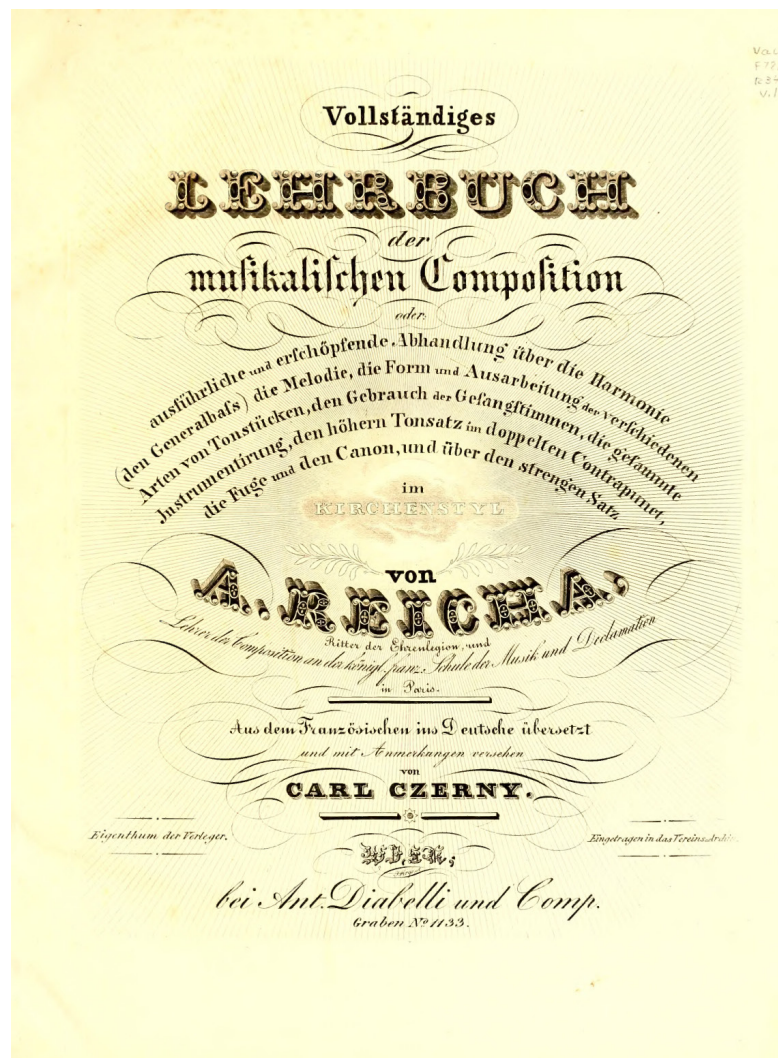 Vollständiges
LEHRBUCH
der
muſikaliſchen Compoſition
oder:
ausführliche und erſchöpfende Abhandlung über die Harmonie
(den Generalbaſs) die Melodie, die Form und Ausarbeitung der verſchiedenen
Arten von Tonstücken, den Gebrauch der Geſangſtimmen, die geſammte
Instrumentirung, den höhern Tonsatz im doppelten Contrapunct,
die Fuge und den Canon, und über den strengen Satz
im
KIRCHENSTYL
von
A. REICHA,
Ritter der Ehrenlegion, und
Lehrer der Composition an der königl. franz. Schule der Musik und Declamation
in Paris.
Aus dem Französischen ins Deutsche übersetzt
und mit Anmerkungen versehen
von
CARL CZERNY.
Eigenthum der Verleger.
Eingetragen in das Vereins Archiv.
WIEN,
bei Ant. Diabelli und Comp.
Graben Nº 1133.